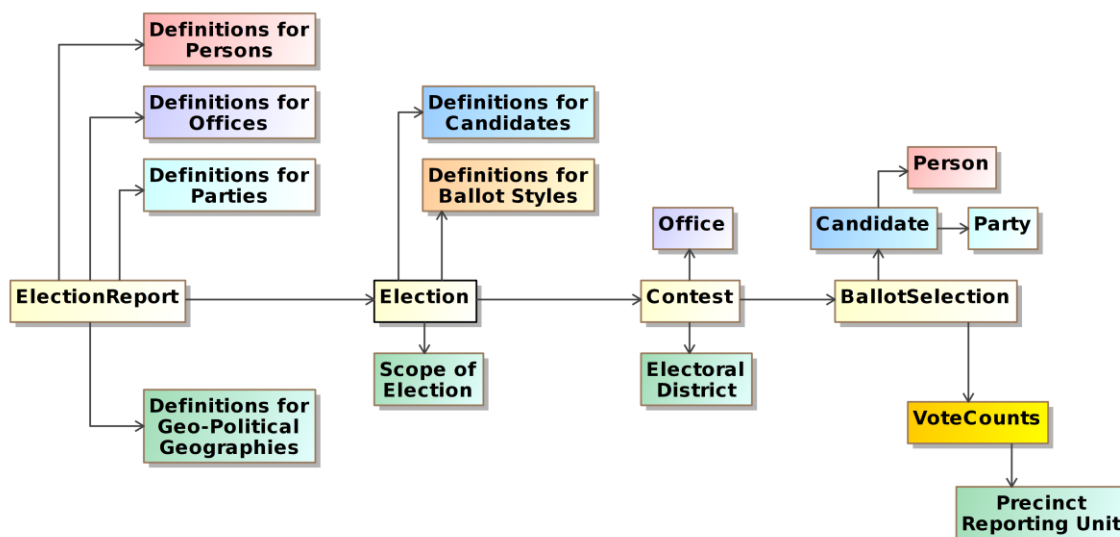 Definitions for
Persons
Definitions for
Offices
Definitions for
Candidates
Definitions for
Parties
Definitions for
Ballot Styles
Person
Office
Candidate
Party
ElectionReport
Election
Contest
BallotSelection
Scope of
Election
Electoral
District
Definitions for
Geo-Political
Geographies
VoteCounts
Precinct
Reporting Unit